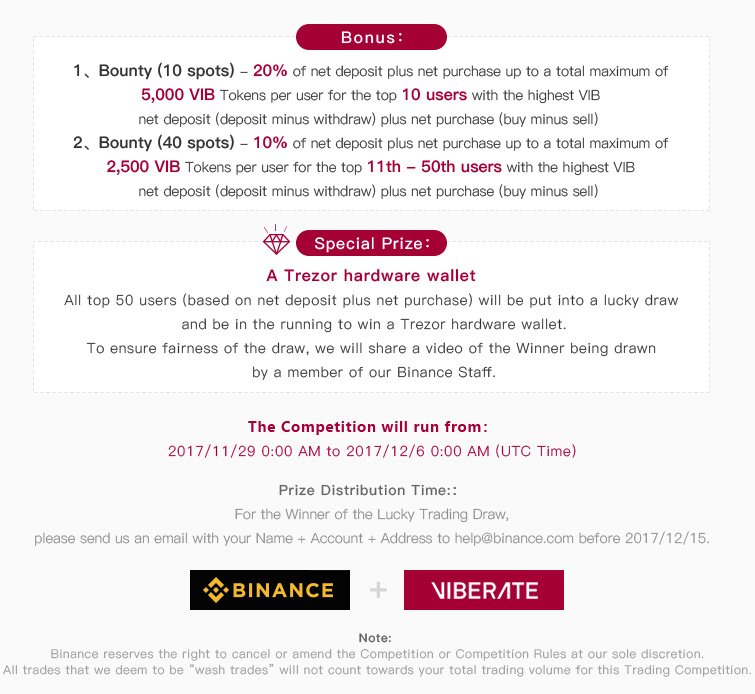 Bonus:
1、Bounty (10 spots) – 20% of net deposit plus net purchase up to a total maximum of
5,000 VIB Tokens per user for the top 10 users with the highest VIB
net deposit (deposit minus withdraw) plus net purchase (buy minus sell)
2、Bounty (40 spots) – 10% of net deposit plus net purchase up to a total maximum of
2,500 VIB Tokens per user for the top 11th – 50th users with the highest VIB
net deposit (deposit minus withdraw) plus net purchase (buy minus sell)
Special Prize:
A Trezor hardware wallet
All top 50 users (based on net deposit plus net purchase) will be put into a lucky draw
and be in the running to win a Trezor hardware wallet.
To ensure fairness of the draw, we will share a video of the Winner being drawn
by a member of our Binance Staff.
The Competition will run from:
2017/11/29 0:00 AM to 2017/12/6 0:00 AM (UTC Time)
Prize Distribution Time::
For the Winner of the Lucky Trading Draw,
please send us an email with your Name + Account + Address to help@binance.com before 2017/12/15.
BINANCE + VIBERATE
Note:
Binance reserves the right to cancel or amend the Competition or Competition Rules at our sole discretion.
All trades that we deem to be “wash trades” will not count towards your total trading volume for this Trading Competition.